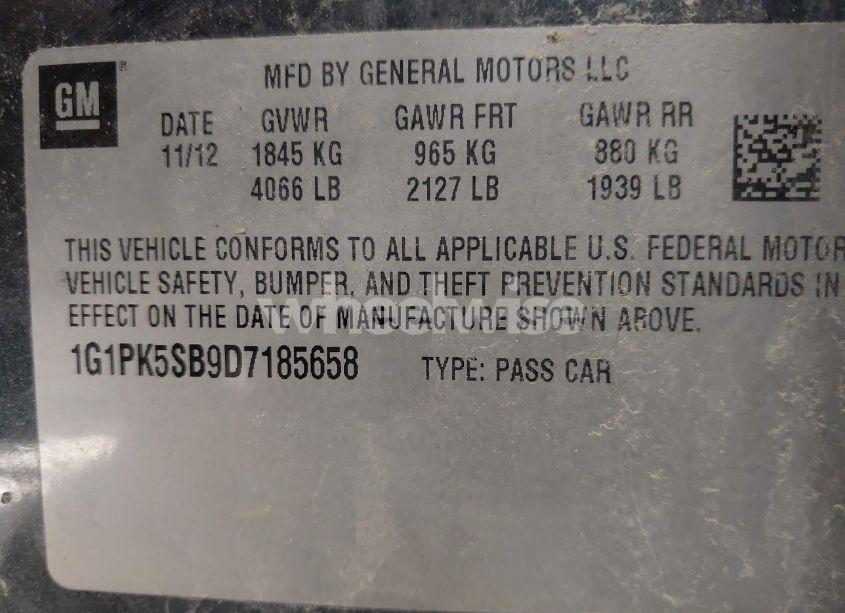 GM ®
MFD BY GENERAL MOTORS LLC
DATE GVWR GAWR FRT GAWR RR
11/12 1845 KG 965 KG 880 KG
4066 LB 2127 LB 1939 LB
THIS VEHICLE CONFORMS TO ALL APPLICABLE U.S. FEDERAL MOTOR
VEHICLE SAFETY, BUMPER, AND THEFT PREVENTION STANDARDS IN
wheelwise
EFFECT ON THE DATE OF MANUFACTURE SHOWN ABOVE.
1G1PK5SB9D7185658 TYPE: PASS CAR